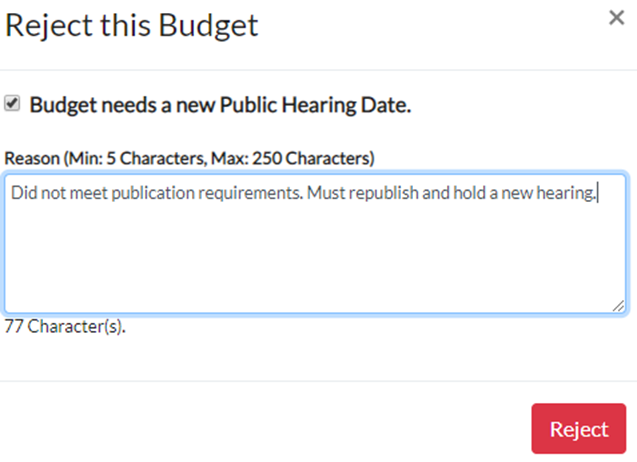 Reject this Budget
×
Budget needs a new Public Hearing Date.
Reason (Min: 5 Characters, Max: 250 Characters)
Did not meet publication requirements. Must republish and hold a new hearing.
77 Character(s).
Reject